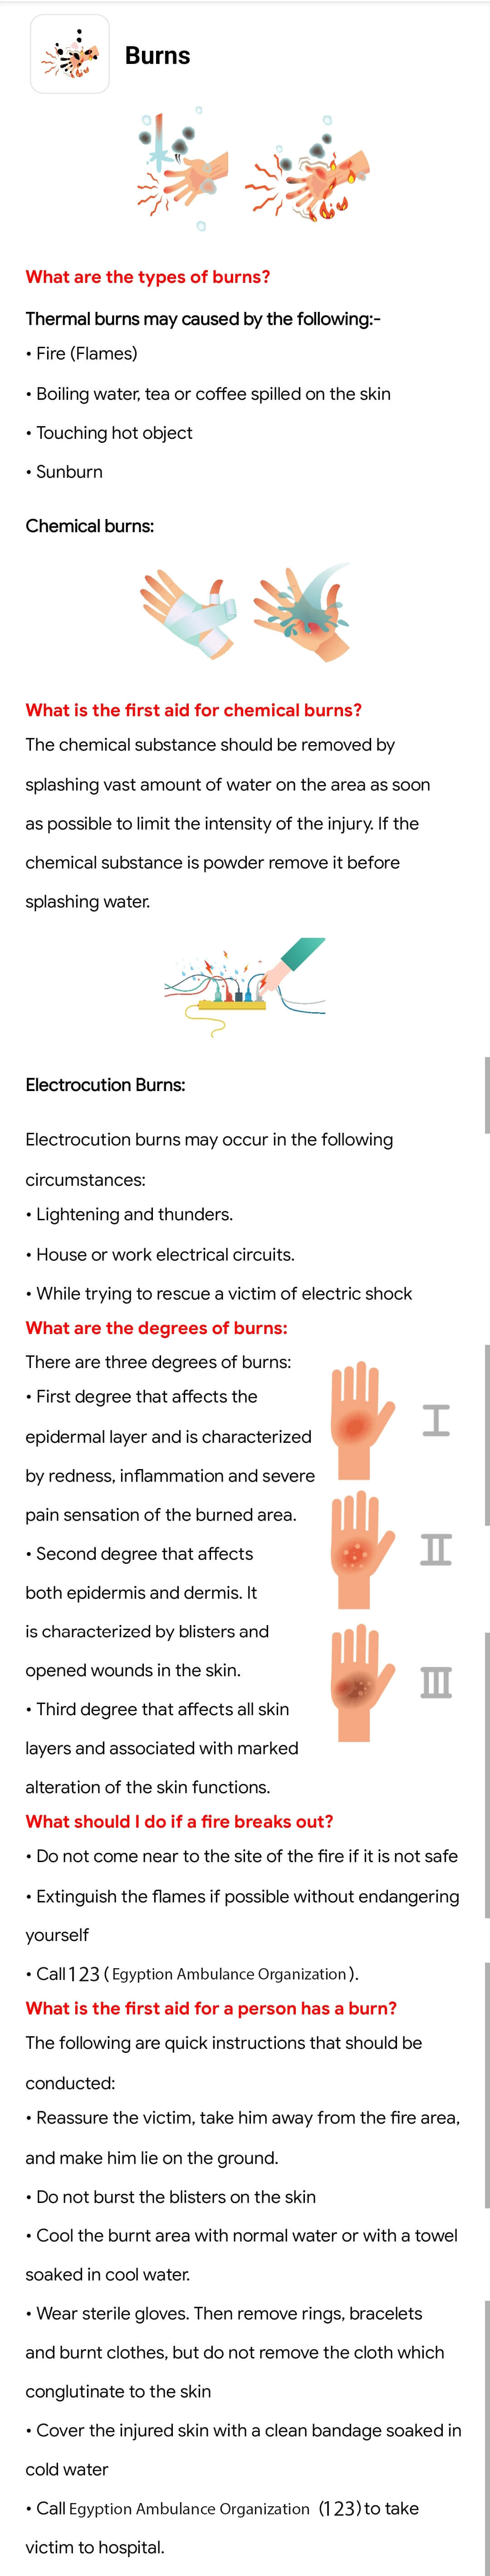 Burns
What are the types of burns?
Thermal burns may caused by the following:-
• Fire (Flames)
• Boiling water, tea or coffee spilled on the skin
• Touching hot object
• Sunburn
Chemical burns:
What is the first aid for chemical burns?
The chemical substance should be removed by
splashing vast amount of water on the area as soon
as possible to limit the intensity of the injury. If the
chemical substance is powder remove it before
splashing water.
Electrocution Burns:
Electrocution burns may occur in the following
circumstances:
• Lightening and thunders.
• House or work electrical circuits.
• While trying to rescue a victim of electric shock
What are the degrees of burns:
There are three degrees of burns:
• First degree that affects the
epidermal layer and is characterized
by redness, inflammation and severe
pain sensation of the burned area.
I
• Second degree that affects
both epidermis and dermis. It
is characterized by blisters and
opened wounds in the skin.
II
• Third degree that affects all skin
layers and associated with marked
alteration of the skin functions.
III
What should I do if a fire breaks out?
• Do not come near to the site of the fire if it is not safe
• Extinguish the flames if possible without endangering
yourself
• Call 123 ( Egyption Ambulance Organization ).
What is the first aid for a person has a burn?
The following are quick instructions that should be
conducted:
• Reassure the victim, take him away from the fire area,
and make him lie on the ground.
• Do not burst the blisters on the skin
• Cool the burnt area with normal water or with a towel
soaked in cool water.
• Wear sterile gloves. Then remove rings, bracelets
and burnt clothes, but do not remove the cloth which
conglutinate to the skin
• Cover the injured skin with a clean bandage soaked in
cold water
• Call Egyption Ambulance Organization (123) to take
victim to hospital.